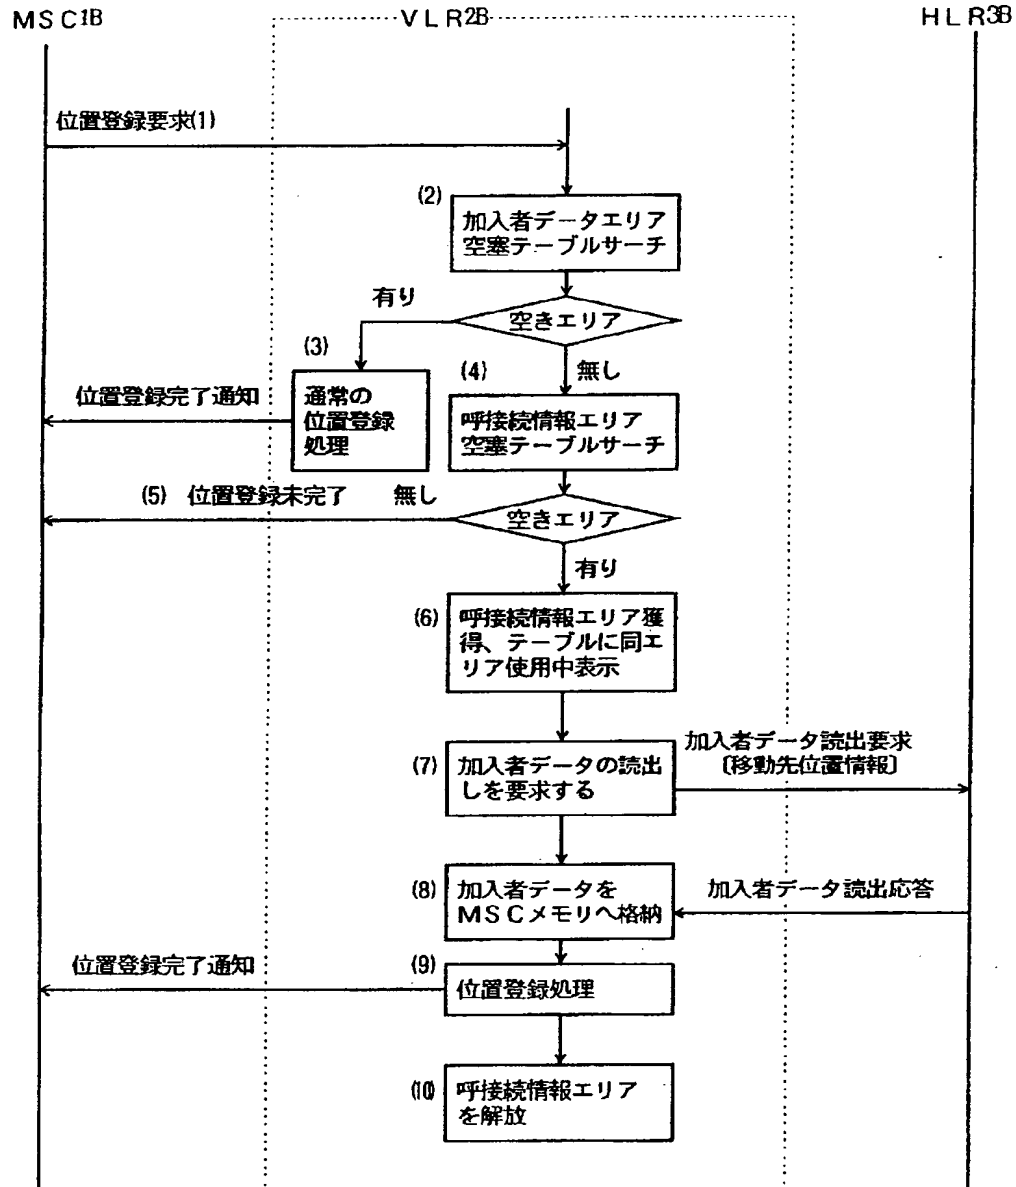 MSC1B
VLR2B
HLR3B
位置登録要求(1)
(2)
加入者データエリア
空塞テーブルサーチ
有り
空きエリア
(3)
(4)
無し
位置登録完了通知
通常の
位置登録
処理
呼接続情報エリア
空塞テーブルサーチ
(5) 位置登録未完了 無し
空きエリア
有り
(6)
呼接続情報エリア獲
得、テーブルに同エ
リア使用中表示
加入者データ読出要求
〔移動先位置情報〕
(7)
加入者データの読出
しを要求する
(8)
加入者データを
MSCメモリへ格納
加入者データ読出応答
位置登録完了通知
(9)
位置登録処理
(10)
呼接続情報エリア
を解放